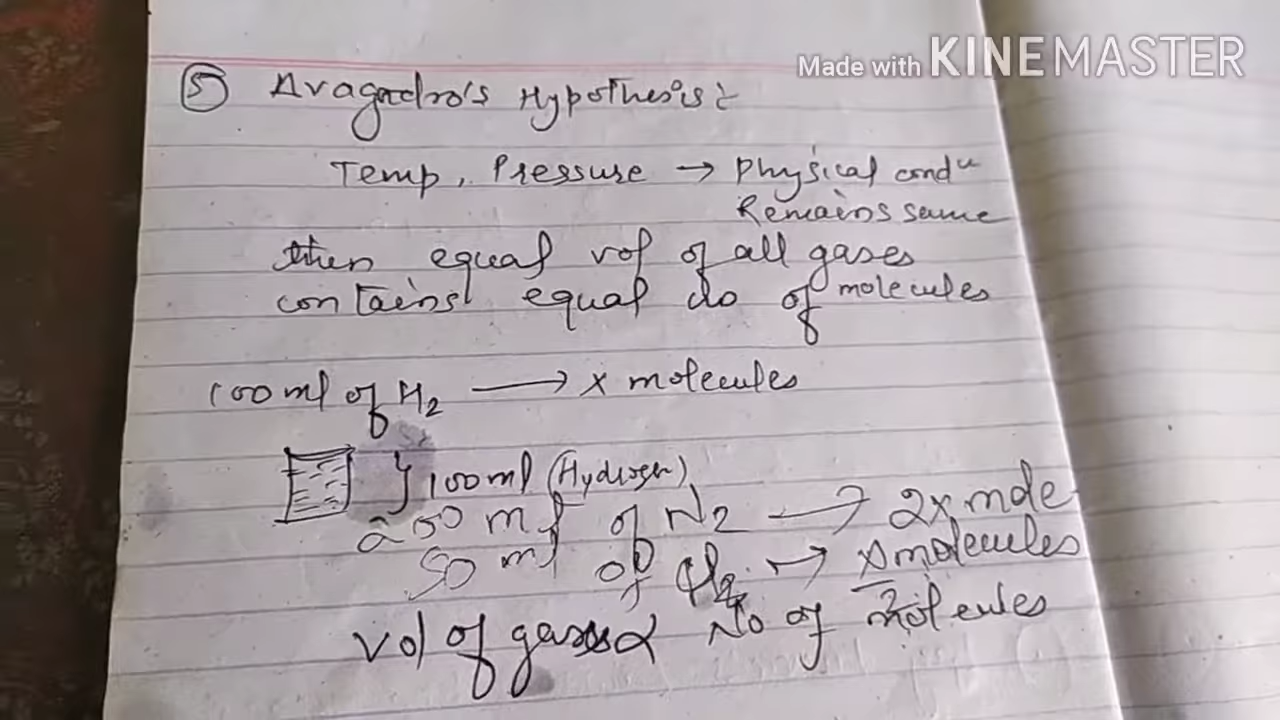 Made with KINEMASTER
⑤ Avagadro's Hypothesis :-
Temp, Pressure → Physical condn
Remains same
then equal vol of all gases
contains equal no of molecules
100 ml of H2 → x molecules
} 100 ml (Hydrogen)
200 ml of N2 → 2x mole
50 ml of → x/2 molecules
Vol of gases ∝ No of molecules